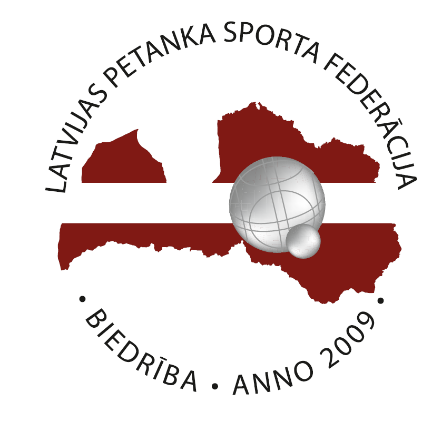 LATVIJAS PETANKA SPORTA FEDERĀCIJA
• BIEDRĪBA • ANNO 2009 •